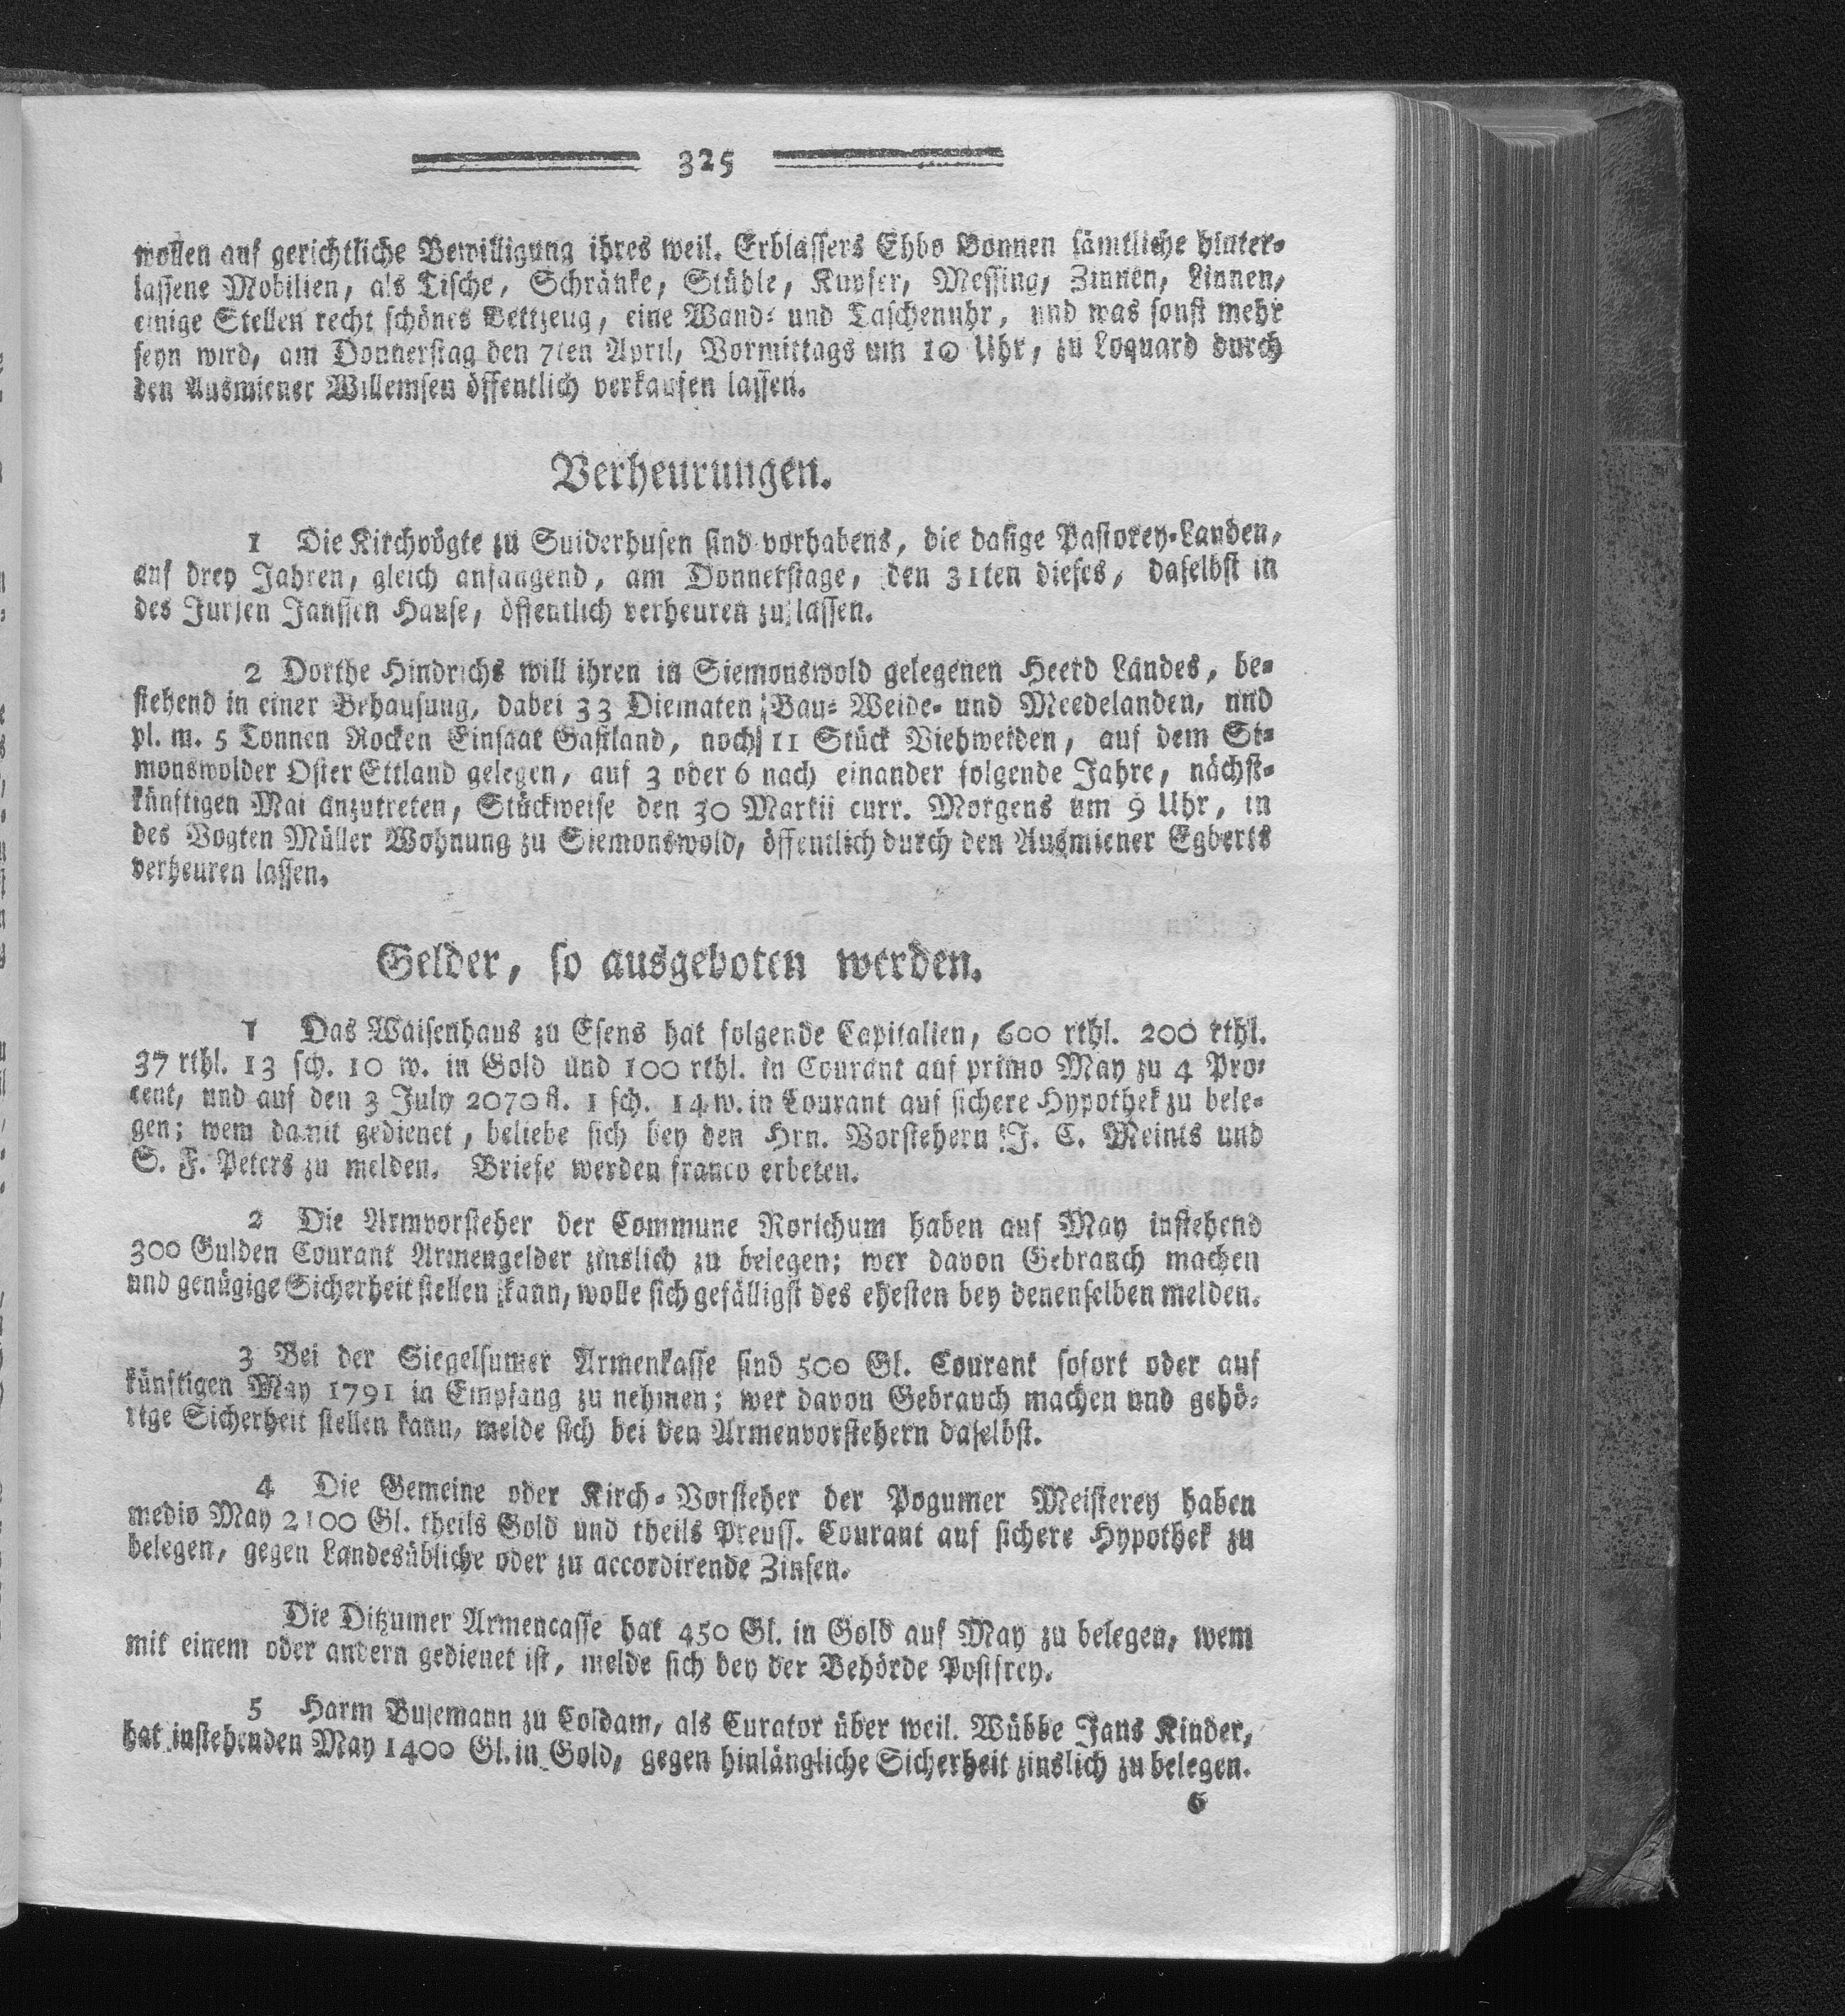 325
wollen auf gerichtliche Bewilligung ihres weil. Erblassers Ehbo Bonnen sämtliche hinter-
lassene Mobilien, als Tische, Schränke, Stühle, Kupfer, Messing, Zinnen, Linnen,
einige Stellen recht schönes Bettzeug, eine Wand- und Taschenuhr, und was sonst mehr
seyn wird, am Donnerstag den 7ten April, Vormittags um 10 Uhr, zu Loquard durch
den Ausmiener Willemsen öffentlich verkaufen lassen.
Verheurungen.
1 Die Kirchvögte zu Suiderhusen sind vorhabens, die dasige Pastorey-Landen,
auf drey Jahren, gleich anfangend, am Donnerstage, den 31ten dieses, daselbst in
des Jurjen Janssen Hause, öffentlich verheuren zu lassen.
2 Dorthe Hindrichs will ihren in Siemonswold gelegenen Heerd Landes, be-
stehend in einer Behausung, dabei 33 Diematen Bau- Weide- und Meedelanden, und
pl. m. 5 Tonnen Rocken Einsaat Gastland, noch 11 Stück Viehweiden, auf dem Si-
monswolder Oster Ettland gelegen, auf 3 oder 6 nach einander folgende Jahre, nächst-
künftigen Mai anzutreten, Stückweise den 30 Martii curr. Morgens um 9 Uhr, in
des Vogten Müller Wohnung zu Siemonswold, öffentlich durch den Ausmiener Egberts
verheuren lassen.
Gelder, so ausgeboten werden.
1 Das Waisenhaus zu Esens hat folgende Capitalien, 600 rthl. 200 rthl.
37 rthl. 13 sch. 10 w. in Gold und 100 rthl. in Courant auf primo May zu 4 Pro-
cent, und auf den 3 July 2070 fl. 1 sch. 14 w. in Courant auf sichere Hypothek zu bele-
gen; wem damit gedienet, beliebe sich bey den Hrn. Vorstehern J. C. Meints und
S. F. Peters zu melden. Briefe werden franco erbeten.
2 Die Armvorsteher der Commune Rorichum haben auf May instehend
300 Gulden Courant Armengelder zinslich zu belegen; wer davon Gebrauch machen
und genügige Sicherheit stellen kann, wolle sich gefälligst des ehesten bey denenselben melden.
3 Bei der Siegelsumer Armenkasse sind 500 Gl. Courant sofort oder auf
künftigen May 1791 in Empfang zu nehmen; wer davon Gebrauch machen und gehö-
rige Sicherheit stellen kann, melde sich bei den Armenvorstehern daselbst.
4 Die Gemeine oder Kirch-Vorsteher der Pogumer Meisterey haben
medio May 2100 Gl. theils Gold und theils Preuss. Courant auf sichere Hypothek zu
belegen, gegen Landesübliche oder zu accordirende Zinsen.
Die Ditzumer Armencasse hat 450 Gl. in Gold auf May zu belegen, wem
mit einem oder andern gedienet ist, melde sich bey der Behörde Postfrey.
5 Harm Busemann zu Coldam, als Curator über weil. Wübbe Jans Kinder,
hat instehenden May 1400 Gl. in Gold, gegen hinlängliche Sicherheit zinslich zu belegen.
6